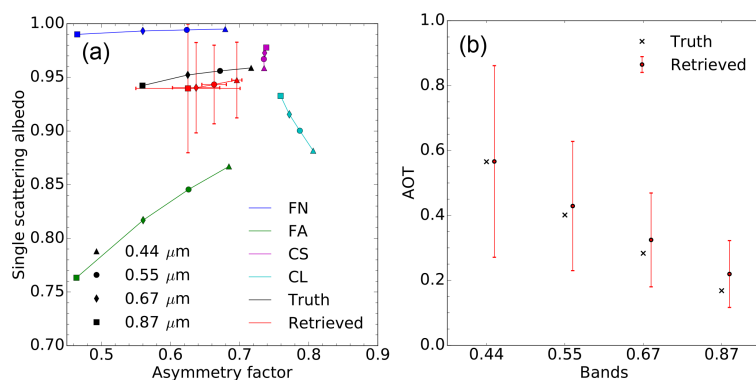 (a)
Single scattering albedo
1.00
0.95
0.90
0.85
0.80
0.75
0.70
0.44 μm
0.55 μm
0.67 μm
0.87 μm
FN
FA
CS
CL
Truth
Retrieved
0.5 0.6 0.7 0.8 0.9
Asymmetry factor
(b)
AOT
1.0
0.8
0.6
0.4
0.2
0.0
Truth
Retrieved
0.44 0.55 0.67 0.87
Bands